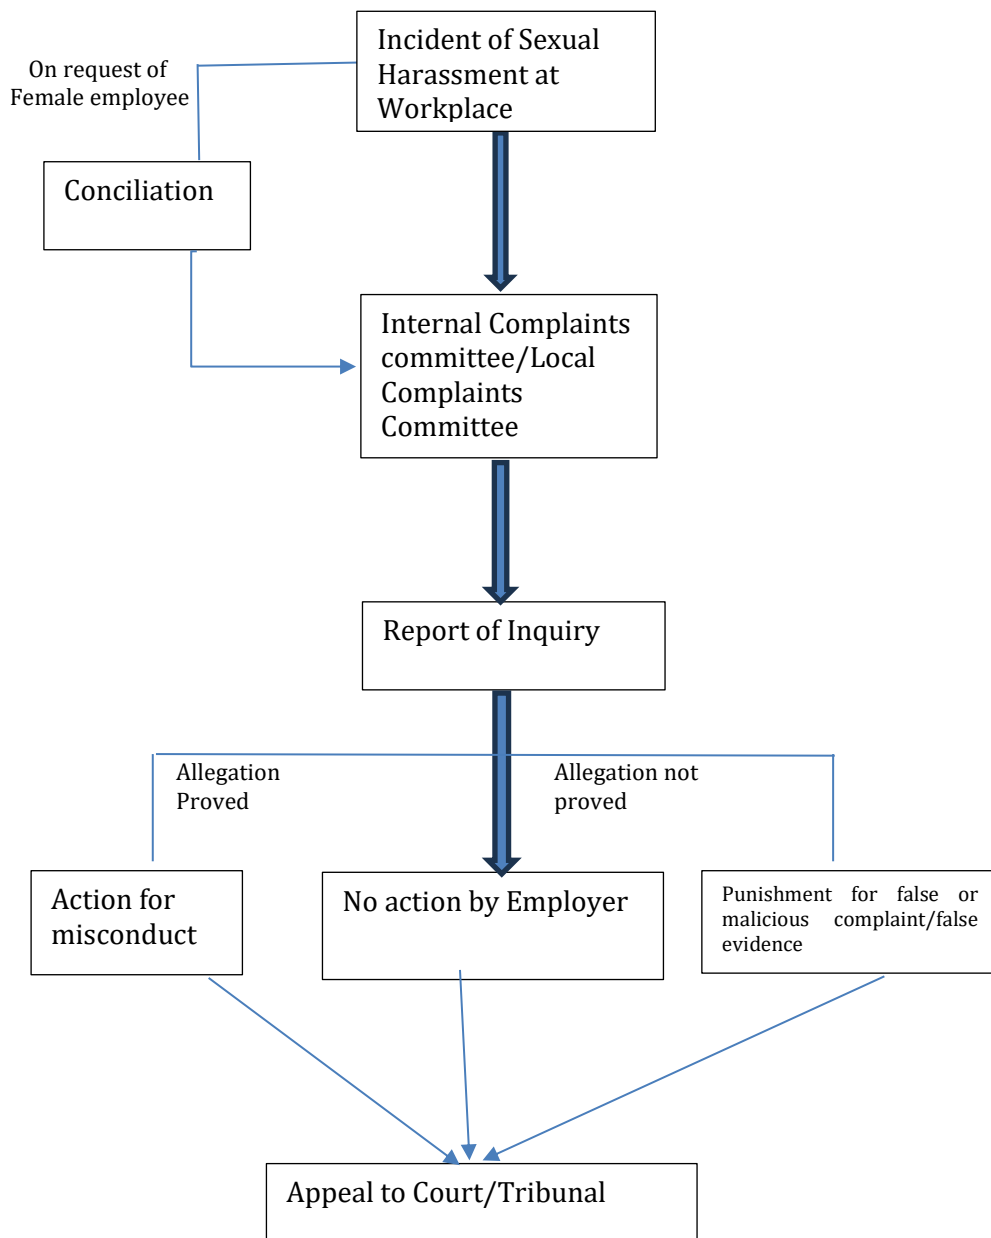 Incident of Sexual
Harassment at
Workplace
On request of
Female employee
Conciliation
Internal Complaints
committee/Local
Complaints
Committee
Report of Inquiry
Allegation
Proved
Allegation not
proved
Action for
misconduct
No action by Employer
Punishment for false or
malicious complaint/false
evidence
Appeal to Court/Tribunal